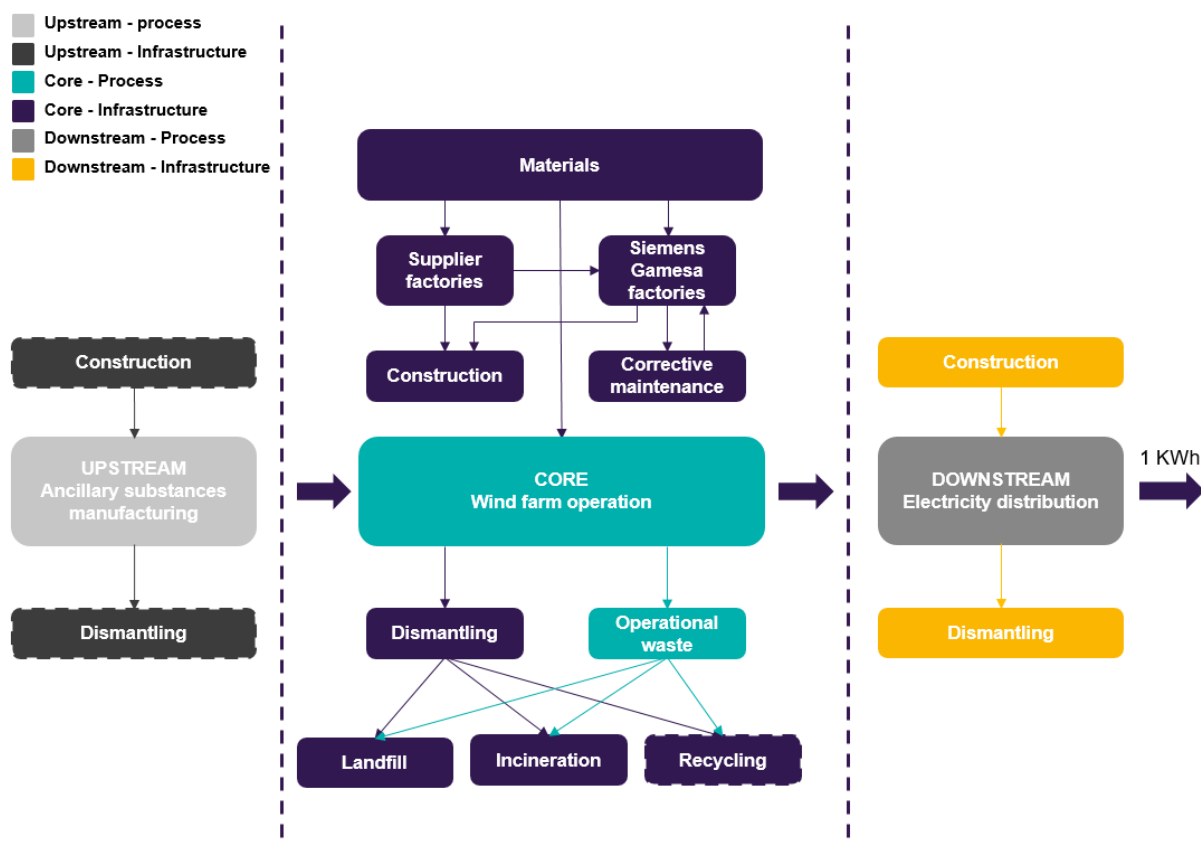 Upstream - process
Upstream - Infrastructure
Core - Process
Core - Infrastructure
Downstream - Process
Downstream - Infrastructure
Materials
Supplier
factories
Siemens
Gamesa
factories
Construction
Construction
Corrective
maintenance
Construction
UPSTREAM
Ancillary substances
manufacturing
CORE
Wind farm operation
DOWNSTREAM
Electricity distribution
1 KWh
Dismantling
Dismantling
Operational
waste
Dismantling
Landfill
Incineration
Recycling